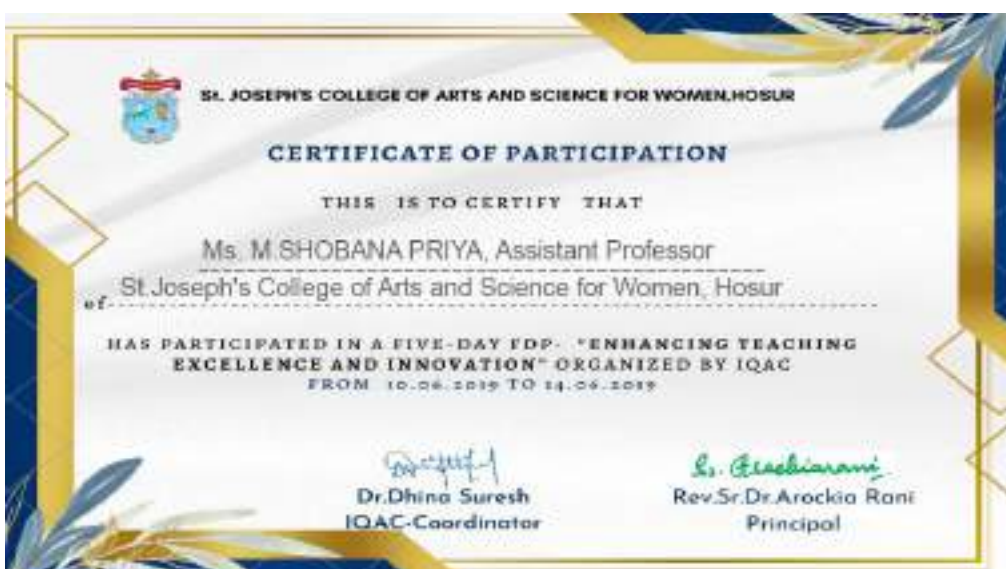 St. JOSEPH'S COLLEGE OF ARTS AND SCIENCE FOR WOMEN,HOSUR
CERTIFICATE OF PARTICIPATION
THIS IS TO CERTIFY THAT
Ms. M.SHOBANA PRIYA, Assistant Professor
of St.Joseph's College of Arts and Science for Women, Hosur
HAS PARTICIPATED IN A FIVE-DAY FDP- "ENHANCING TEACHING
EXCELLENCE AND INNOVATION" ORGANIZED BY IQAC
FROM 10.06.2019 TO 14.06.2019
Dr.Dhina Suresh
IQAC-Coordinator
Rev.Sr.Dr.Arockia Rani
Principal